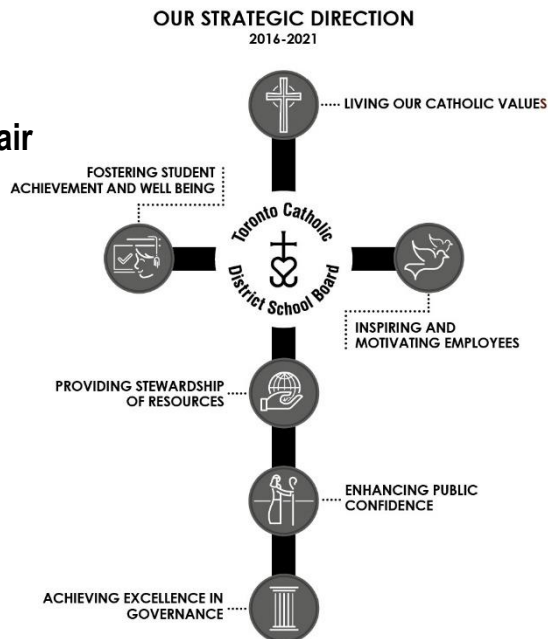 OUR STRATEGIC DIRECTION
2016-2021
LIVING OUR CATHOLIC VALUES
air
FOSTERING STUDENT
ACHIEVEMENT AND WELL BEING
Toronto Catholic
District School Board
INSPIRING AND
MOTIVATING EMPLOYEES
PROVIDING STEWARDSHIP
OF RESOURCES
ENHANCING PUBLIC
CONFIDENCE
ACHIEVING EXCELLENCE IN
GOVERNANCE